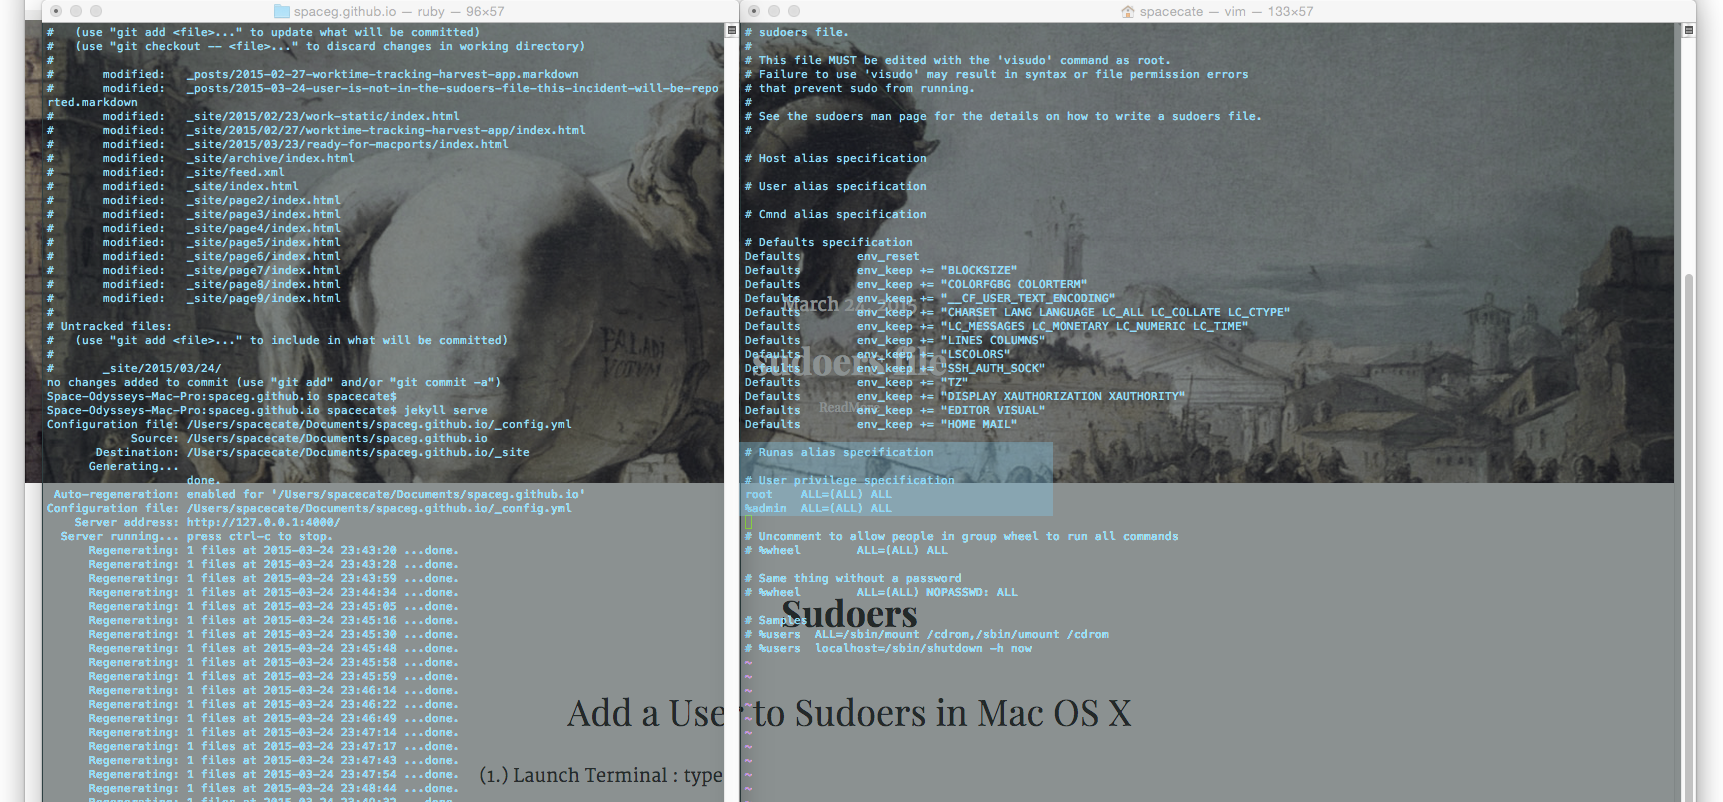 spaceg.github.io — ruby — 96×57
#   (use "git add <file>..." to update what will be committed)
#   (use "git checkout -- <file>..." to discard changes in working directory)
#
#       modified:   _posts/2015-02-27-worktime-tracking-harvest-app.markdown
#       modified:   _posts/2015-03-24-user-is-not-in-the-sudoers-file-this-incident-will-be-repo
rted.markdown
#       modified:   _site/2015/02/23/work-static/index.html
#       modified:   _site/2015/02/27/worktime-tracking-harvest-app/index.html
#       modified:   _site/2015/03/23/ready-for-macports/index.html
#       modified:   _site/archive/index.html
#       modified:   _site/feed.xml
#       modified:   _site/index.html
#       modified:   _site/page2/index.html
#       modified:   _site/page3/index.html
#       modified:   _site/page4/index.html
#       modified:   _site/page5/index.html
#       modified:   _site/page6/index.html
#       modified:   _site/page7/index.html
#       modified:   _site/page8/index.html
#       modified:   _site/page9/index.html
#
# Untracked files:
#   (use "git add <file>..." to include in what will be committed)
#
#       _site/2015/03/24/
no changes added to commit (use "git add" and/or "git commit -a")
Space-Odysseys-Mac-Pro:spaceg.github.io spacecate$
Space-Odysseys-Mac-Pro:spaceg.github.io spacecate$ jekyll serve
Configuration file: /Users/spacecate/Documents/spaceg.github.io/_config.yml
Source: /Users/spacecate/Documents/spaceg.github.io
Destination: /Users/spacecate/Documents/spaceg.github.io/_site
Generating...
done.
Auto-regeneration: enabled for '/Users/spacecate/Documents/spaceg.github.io'
Configuration file: /Users/spacecate/Documents/spaceg.github.io/_config.yml
Server address: http://127.0.0.1:4000/
Server running... press ctrl-c to stop.
Regenerating: 1 files at 2015-03-24 23:43:20 ...done.
Regenerating: 1 files at 2015-03-24 23:43:28 ...done.
Regenerating: 1 files at 2015-03-24 23:43:59 ...done.
Regenerating: 1 files at 2015-03-24 23:44:34 ...done.
Regenerating: 1 files at 2015-03-24 23:45:05 ...done.
Regenerating: 1 files at 2015-03-24 23:45:16 ...done.
Regenerating: 1 files at 2015-03-24 23:45:30 ...done.
Regenerating: 1 files at 2015-03-24 23:45:48 ...done.
Regenerating: 1 files at 2015-03-24 23:45:58 ...done.
Regenerating: 1 files at 2015-03-24 23:45:59 ...done.
Regenerating: 1 files at 2015-03-24 23:46:14 ...done.
Regenerating: 1 files at 2015-03-24 23:46:22 ...done.
Regenerating: 1 files at 2015-03-24 23:46:49 ...done.
Regenerating: 1 files at 2015-03-24 23:47:14 ...done.
Regenerating: 1 files at 2015-03-24 23:47:17 ...done.
Regenerating: 1 files at 2015-03-24 23:47:43 ...done.
Regenerating: 1 files at 2015-03-24 23:47:54 ...done.
Regenerating: 1 files at 2015-03-24 23:48:44 ...done.
PALADI
VOTUM
spacecate — vim — 133×57
# sudoers file.
#
# This file MUST be edited with the 'visudo' command as root.
# Failure to use 'visudo' may result in syntax or file permission errors
# that prevent sudo from running.
#
# See the sudoers man page for the details on how to write a sudoers file.
#
# Host alias specification
# User alias specification
# Cmnd alias specification
# Defaults specification
Defaults        env_reset
Defaults        env_keep += "BLOCKSIZE"
Defaults        env_keep += "COLORFGBG COLORTERM"
Defaults        env_keep += "__CF_USER_TEXT_ENCODING"
Defaults        env_keep += "CHARSET LANG LANGUAGE LC_ALL LC_COLLATE LC_CTYPE"
Defaults        env_keep += "LC_MESSAGES LC_MONETARY LC_NUMERIC LC_TIME"
Defaults        env_keep += "LINES COLUMNS"
Defaults        env_keep += "LSCOLORS"
Defaults        env_keep += "SSH_AUTH_SOCK"
Defaults        env_keep += "TZ"
Defaults        env_keep += "DISPLAY XAUTHORIZATION XAUTHORITY"
Defaults        env_keep += "EDITOR VISUAL"
Defaults        env_keep += "HOME MAIL"
# Runas alias specification
# User privilege specification
root    ALL=(ALL) ALL
%admin  ALL=(ALL) ALL
# Uncomment to allow people in group wheel to run all commands
# %wheel        ALL=(ALL) ALL
# Same thing without a password
# %wheel        ALL=(ALL) NOPASSWD: ALL
# Samples
# %users  ALL=/sbin/mount /cdrom,/sbin/umount /cdrom
# %users  localhost=/sbin/shutdown -h now
~
~
~
~
~
~
~
~
~
~
March 24, 2015
sudoers file
ReadMore
Sudoers
Add a User to Sudoers in Mac OS X
(1.) Launch Terminal : type